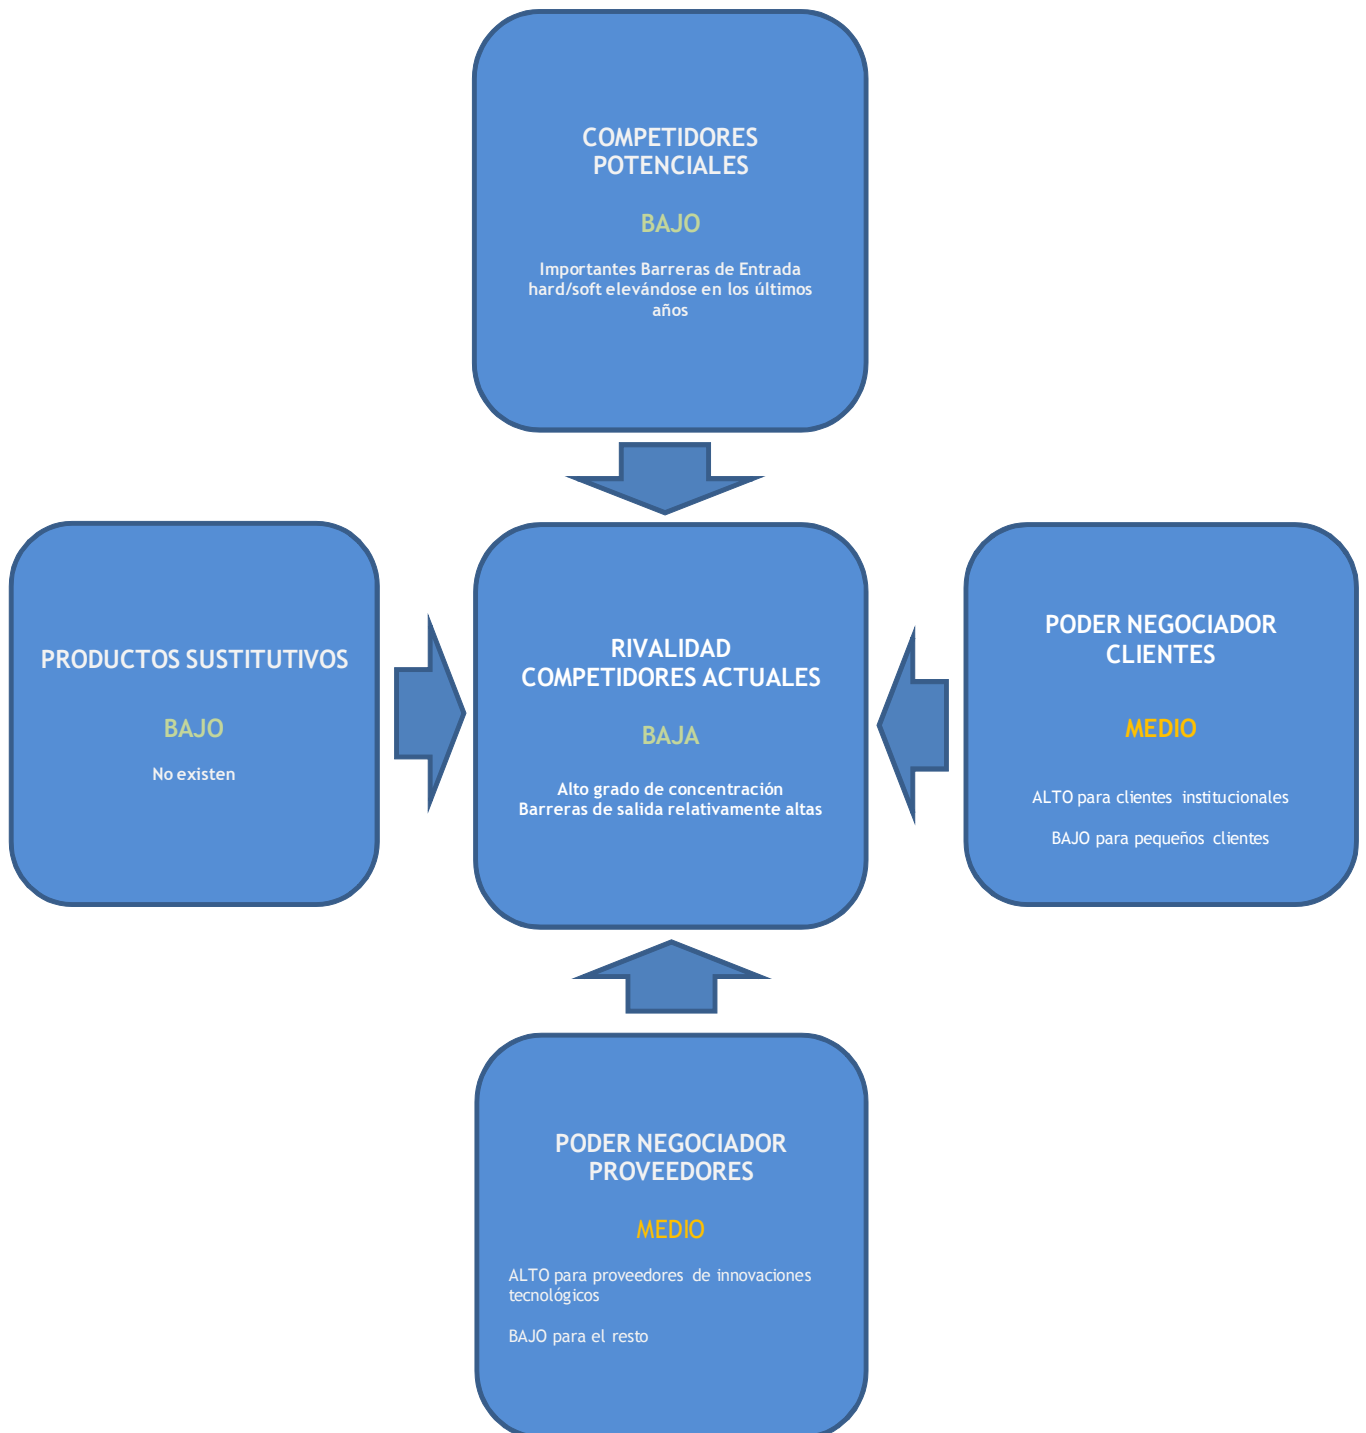 COMPETIDORES
POTENCIALES
BAJO
Importantes Barreras de Entrada
hard/soft elevándose en los últimos
años
PRODUCTOS SUSTITUTIVOS
BAJO
No existen
RIVALIDAD
COMPETIDORES ACTUALES
BAJA
Alto grado de concentración
Barreras de salida relativamente altas
PODER NEGOCIADOR
CLIENTES
MEDIO
ALTO para clientes institucionales
BAJO para pequeños clientes
PODER NEGOCIADOR
PROVEEDORES
MEDIO
ALTO para proveedores de innovaciones
tecnológicos
BAJO para el resto